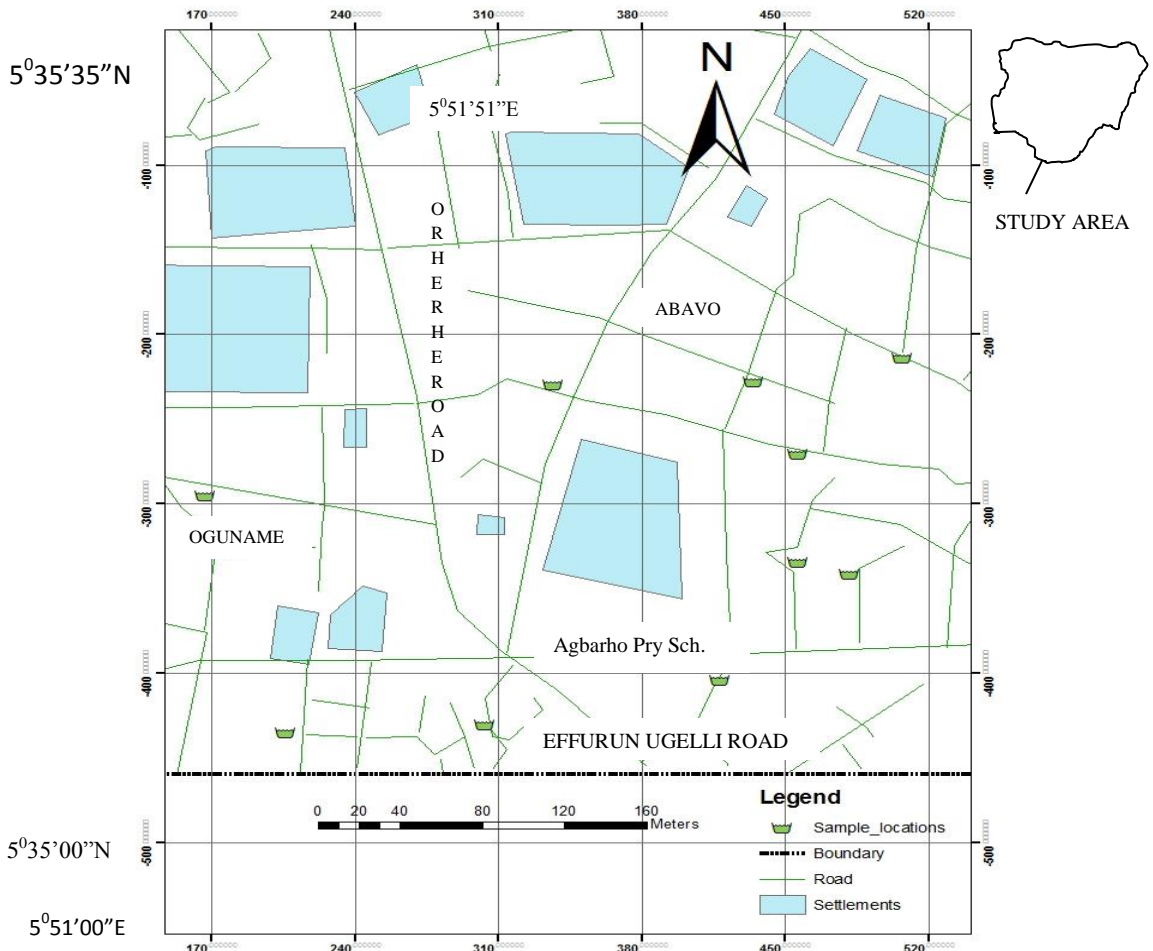 170 240 310 380 450 520
5⁰35'35"N
N
5⁰51'51"E
-100 -100
STUDY AREA
ORHERHEROAD
ABAVO
-200 -200
-300 -300
OGUNAME
Agbarho Pry Sch.
-400 -400
EFFURUN UGELLI ROAD
Legend
0 20 40 80 120 160
Meters
Sample_locations
Boundary
Road
Settlements
5⁰35'00"N
-500 -500
5⁰51'00"E
170 240 310 380 450 520